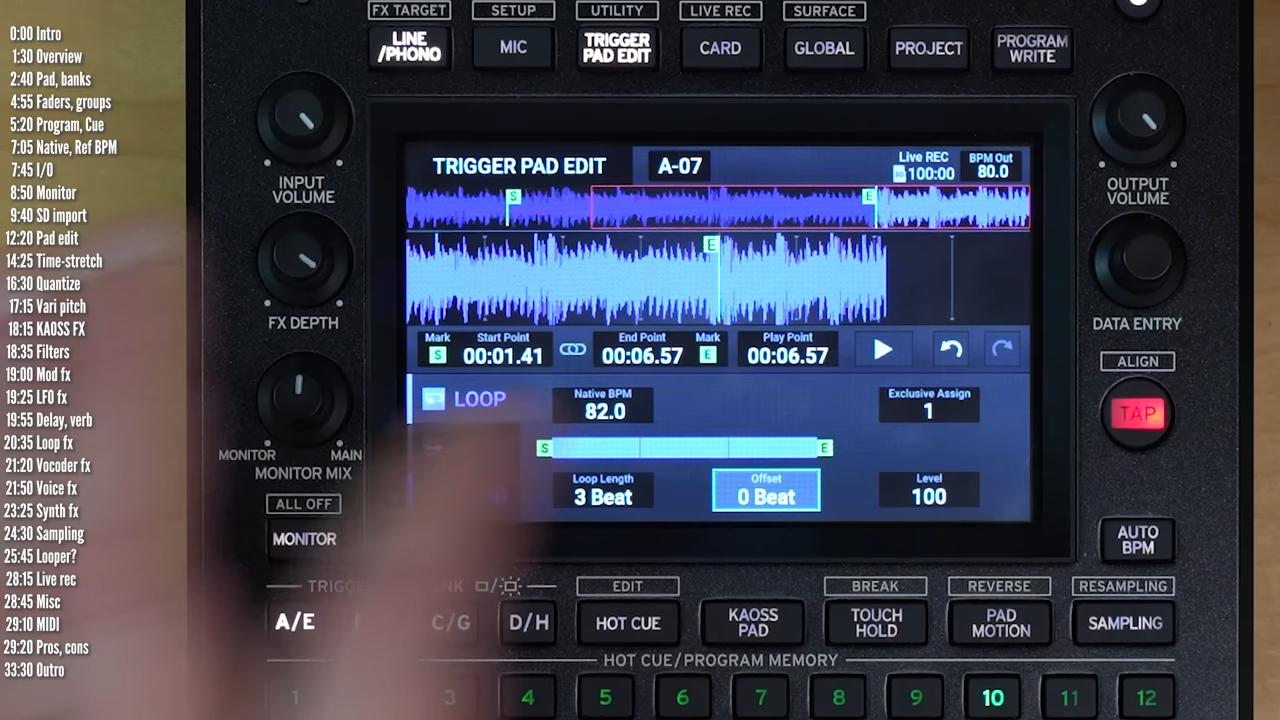 0:00 Intro
1:30 Overview
2:40 Pad, banks
4:55 Faders, groups
5:20 Program, Cue
7:05 Native, Ref BPM
7:45 I/O
8:50 Monitor
9:40 SD import
12:20 Pad edit
14:25 Time-stretch
16:30 Quantize
17:15 Vari pitch
18:15 KAOSS FX
18:35 Filters
19:00 Mod fx
19:25 LFO fx
19:55 Delay, verb
20:35 Loop fx
21:20 Vocoder fx
21:50 Voice fx
23:25 Synth fx
24:30 Sampling
25:45 Looper?
28:15 Live rec
28:45 Misc
29:10 MIDI
29:20 Pros, cons
33:30 Outro
FX TARGET SETUP UTILITY LIVE REC SURFACE
LINE /PHONO MIC TRIGGER PAD EDIT CARD GLOBAL PROJECT PROGRAM WRITE
INPUT VOLUME
FX DEPTH
MONITOR MAIN
MONITOR MIX
ALL OFF
MONITOR
TRIGGER PAD EDIT A-07 Live REC 100:00 BPM Out 80.0
S E
E
Mark S Start Point 00:01.41 End Point 00:06.57 Mark E Play Point 00:06.57
LOOP Native BPM 82.0 Exclusive Assign 1
S E
Loop Length 3 Beat Offset 0 Beat Level 100
OUTPUT VOLUME
DATA ENTRY
ALIGN
TAP
AUTO BPM
EDIT BREAK REVERSE RESAMPLING
A/E C/G D/H HOT CUE KAOSS PAD TOUCH HOLD PAD MOTION SAMPLING
HOT CUE/PROGRAM MEMORY
1 3 4 5 6 7 8 9 10 11 12